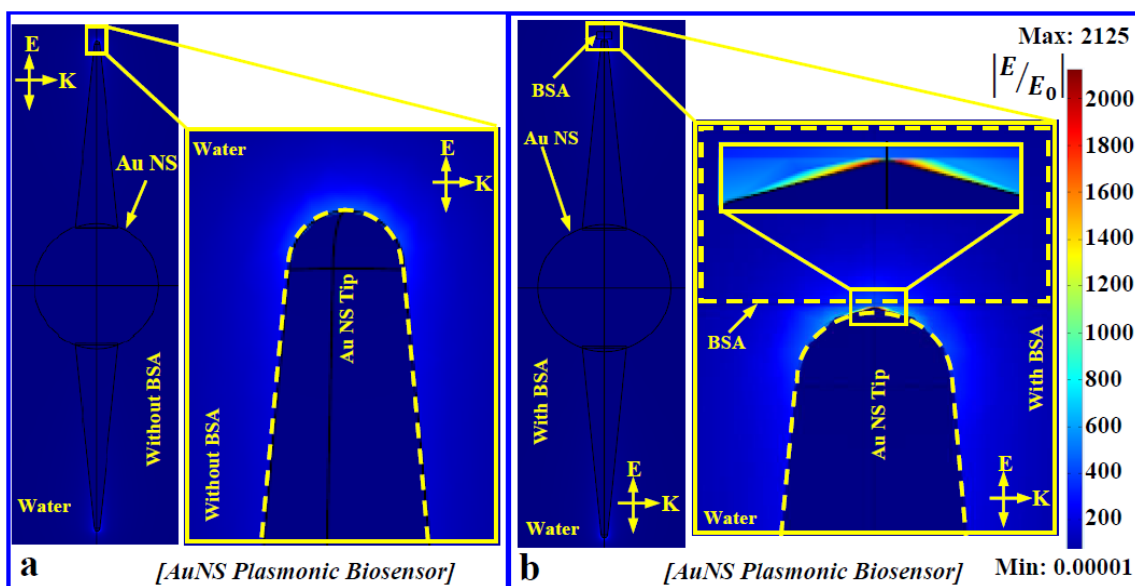 E
K
Au NS
Without BSA
Water
Water
E
K
Au NS Tip
Without BSA
a
[AuNS Plasmonic Biosensor]
BSA
Au NS
With BSA
E
K
Water
BSA
Au NS Tip
With BSA
E
K
Water
b
[AuNS Plasmonic Biosensor]
Max: 2125
|E/E0|
2000
1800
1600
1400
1200
1000
800
600
400
200
Min: 0.00001